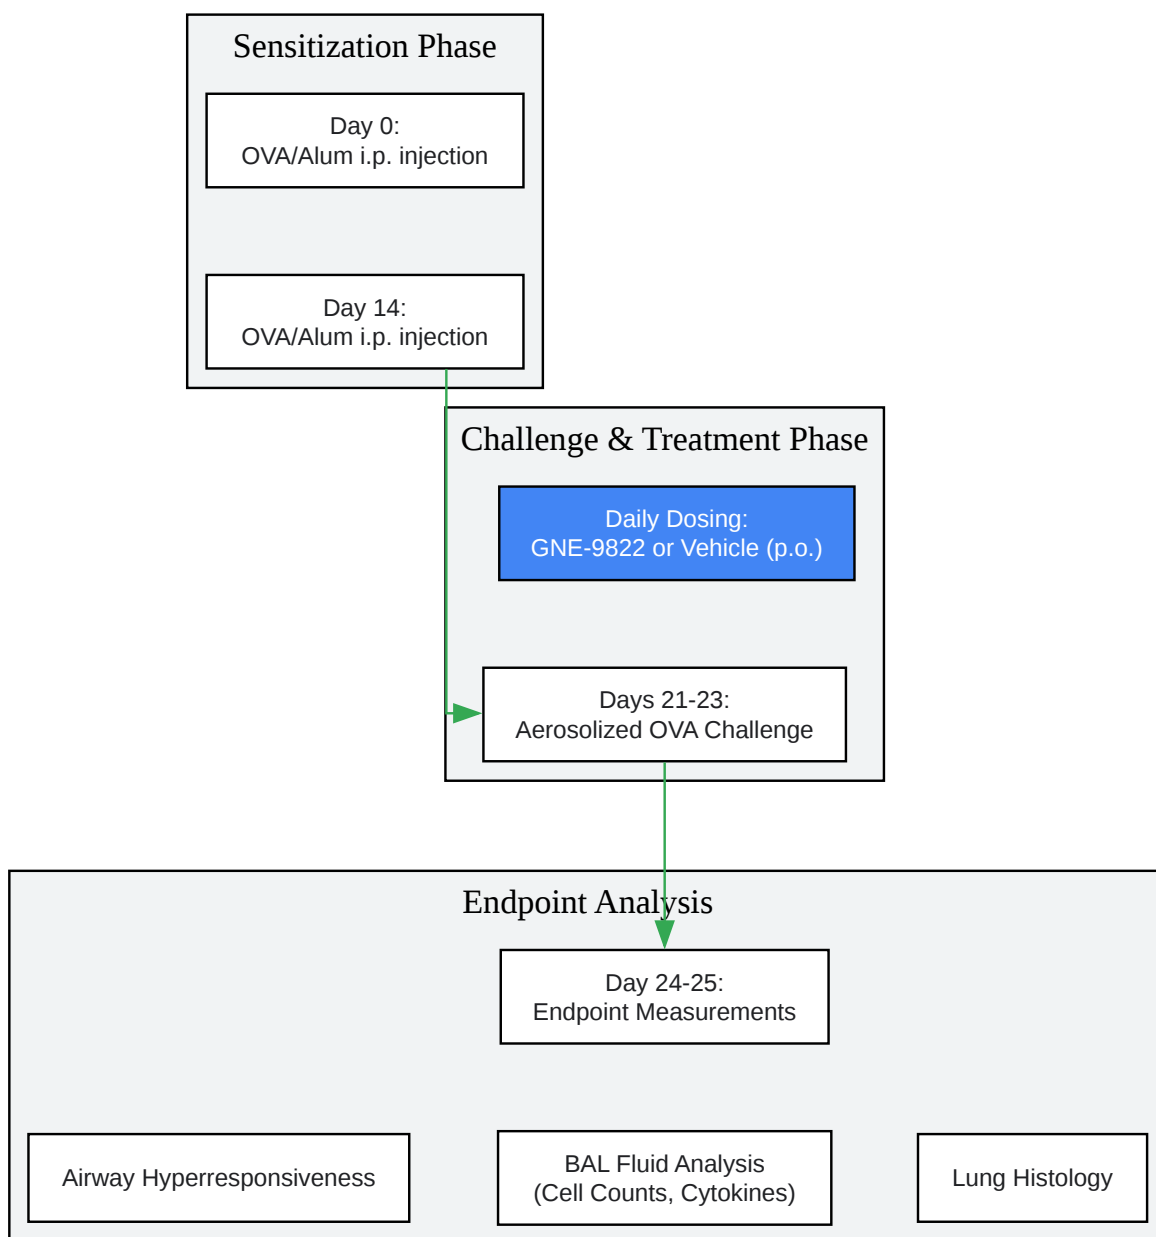 Sensitization Phase
Day 0:
OVA/Alum i.p. injection
Day 14:
OVA/Alum i.p. injection
Challenge & Treatment Phase
Daily Dosing:
GNE-9822 or Vehicle (p.o.)
Days 21-23:
Aerosolized OVA Challenge
Endpoint Analysis
Day 24-25:
Endpoint Measurements
Airway Hyperresponsiveness
BAL Fluid Analysis
(Cell Counts, Cytokines)
Lung Histology